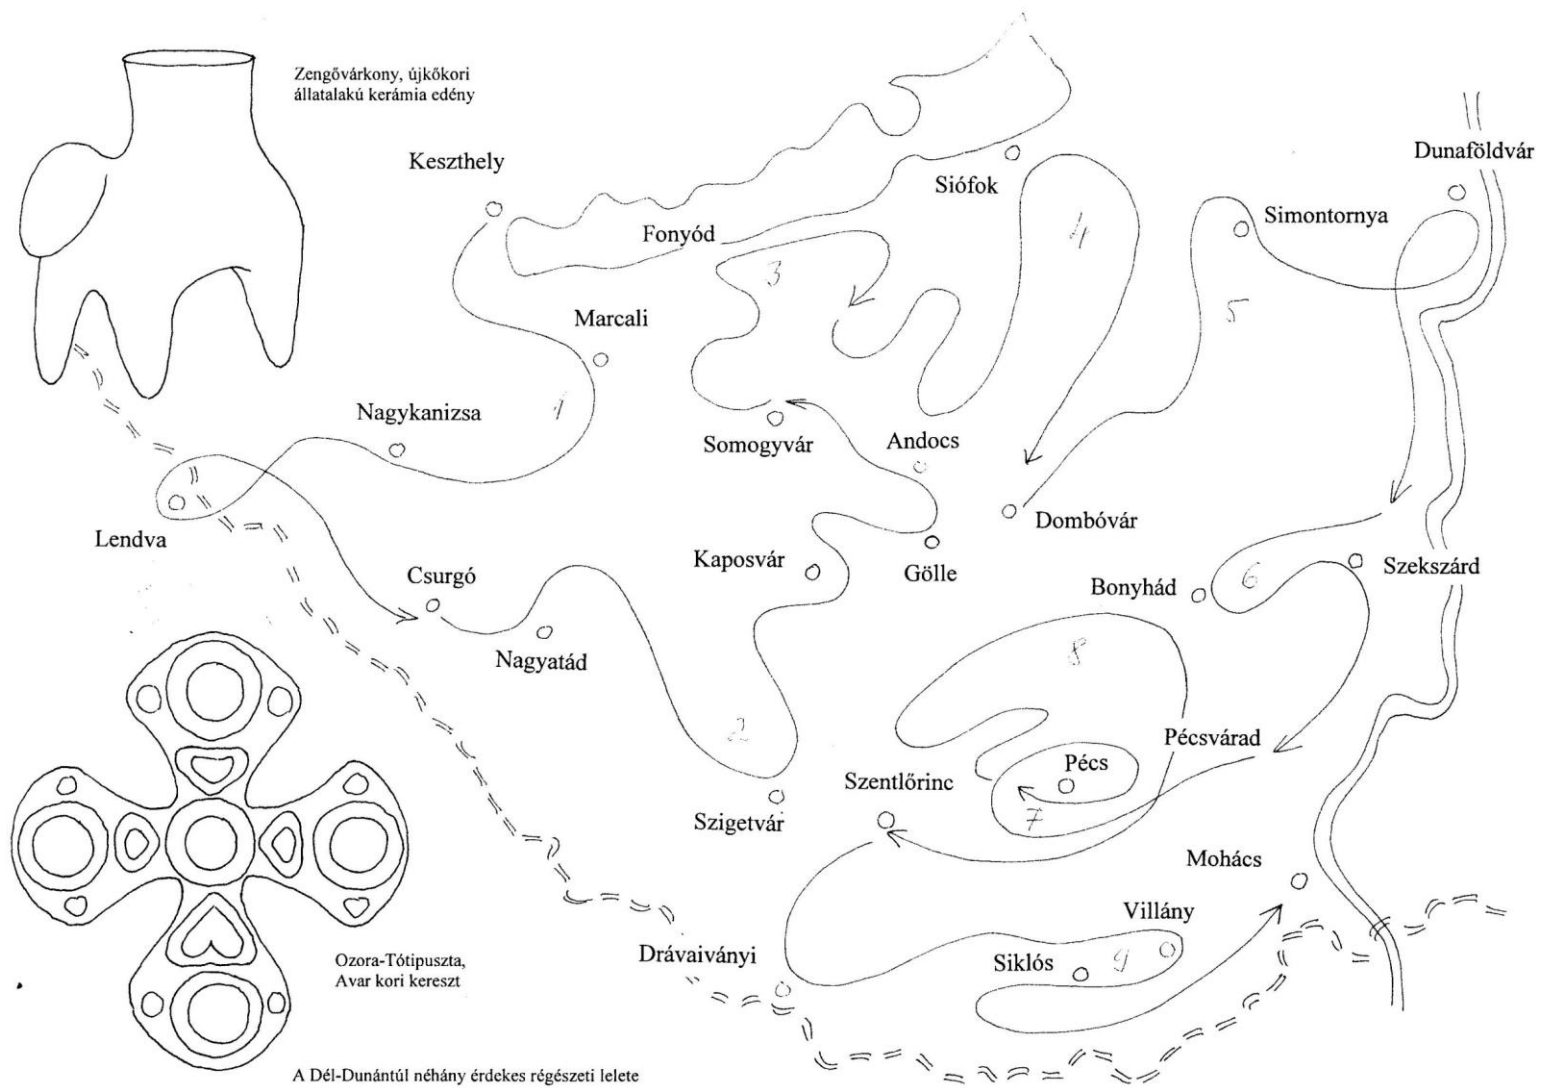 Zengővárkony, újkőkori
állatalakú kerámia edény
Keszthely
Siófok
Dunaföldvár
Simontornya
Fonyód
4
3
5
Marcali
1
Nagykanizsa
Somogyvár
Andocs
Lendva
Dombóvár
Kaposvár
Gölle
Csurgó
Bonyhád
6
Szekszárd
Nagyatád
8
2
Pécsvárad
Pécs
Szentlőrinc
7
Szigetvár
Mohács
Villány
Drávaiványi
Siklós
9
Ozora-Tótipuszta,
Avar kori kereszt
A Dél-Dunántúl néhány érdekes régészeti lelete